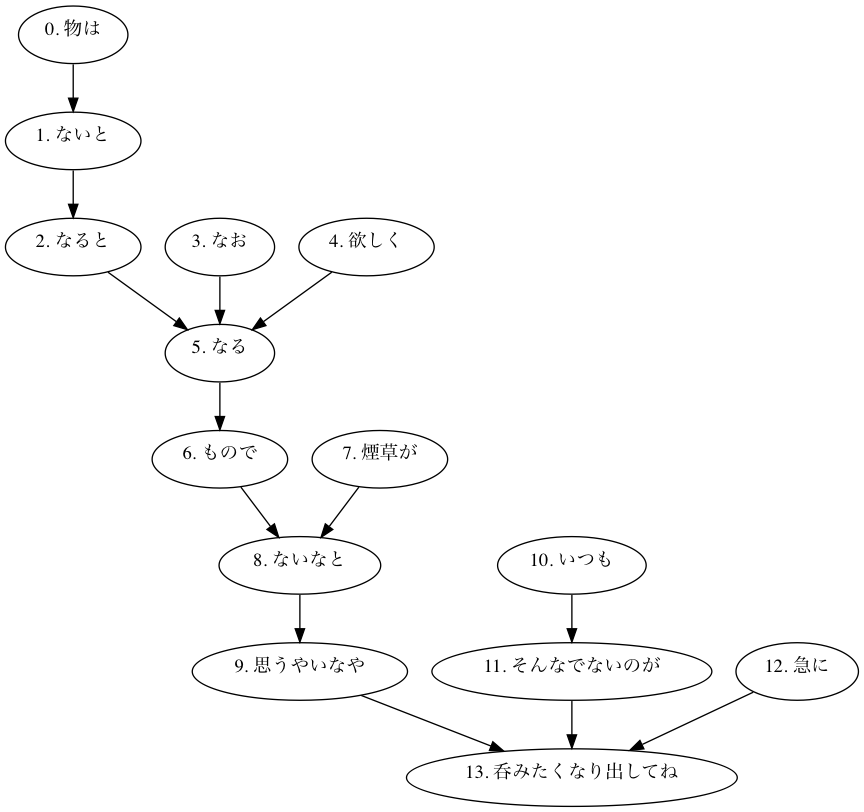 0. 物は
1. ないと
2. なると
3. なお
4. 欲しく
5. なる
6. もので
7. 煙草が
8. ないなと
9. 思うやいなや
10. いつも
11. そんなでないのが
12. 急に
13. 呑みたくなり出してね